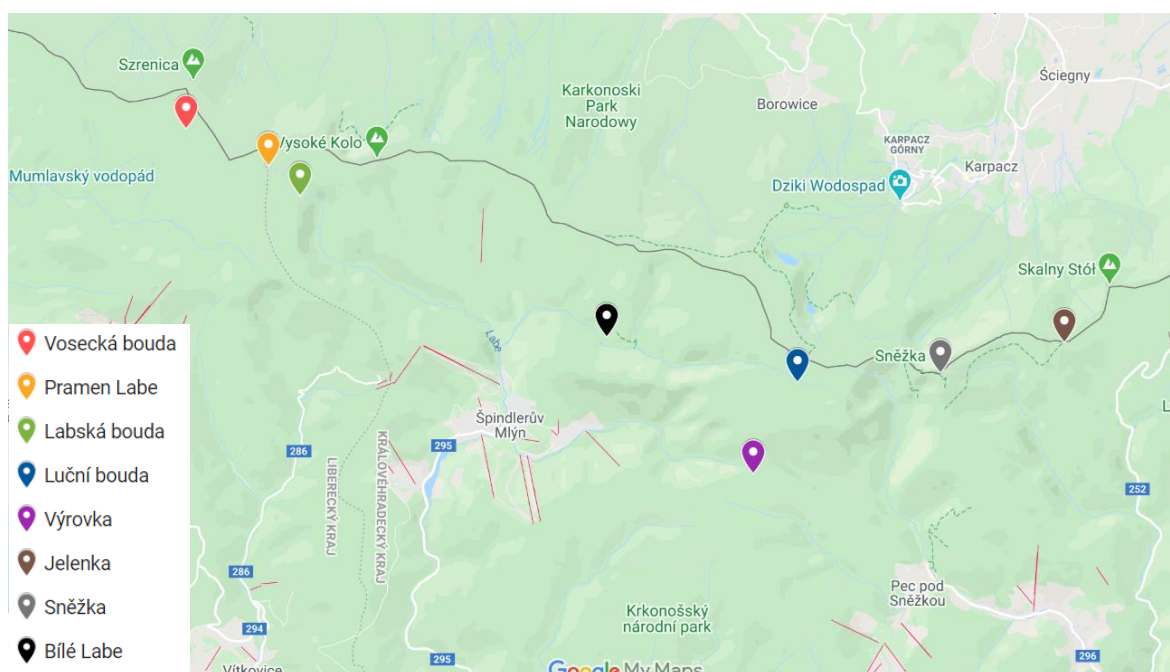 Szrenica
Karkonoski
Park
Narodowy
Borowice
Ściegny
Vysoké Kolo
KARPACZ
GÓRNY
Karpacz
Mumlavský vodopád
Dziki Wodospad
Skalny Stół
Labe
Sněžka
Špindlerův
Mlýn
295
286
LIBERECKÝ KRAJ
KRÁLOVÉHRADECKÝ KRAJ
252
Vosecká bouda
Pramen Labe
Labská bouda
Luční bouda
Výrovka
Jelenka
Sněžka
Bílé Labe
286
294
Vítkovice
295
Krkonošský
národní park
Pec pod
Sněžkou
296
Google My Maps